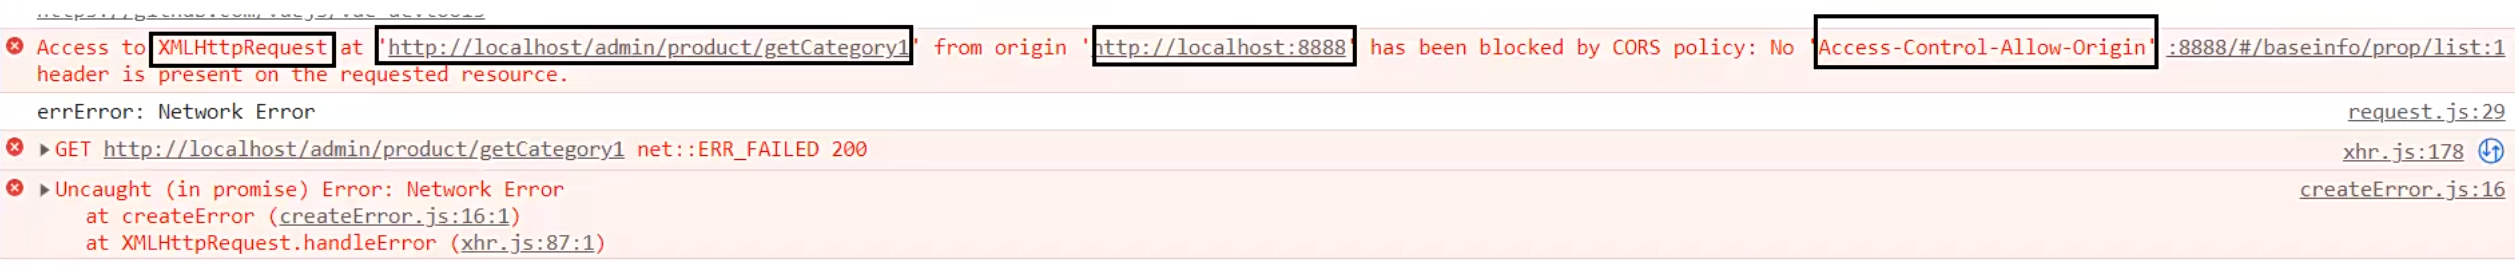 https://github.com/vuejs/vue-devtools
Access to XMLHttpRequest at 'http://localhost/admin/product/getCategory1' from origin 'http://localhost:8888' has been blocked by CORS policy: No 'Access-Control-Allow-Origin' :8888/#/baseinfo/prop/list:1
header is present on the requested resource.
errError: Network Error request.js:29
GET http://localhost/admin/product/getCategory1 net::ERR_FAILED 200 xhr.js:178
Uncaught (in promise) Error: Network Error createError.js:16
at createError (createError.js:16:1)
at XMLHttpRequest.handleError (xhr.js:87:1)